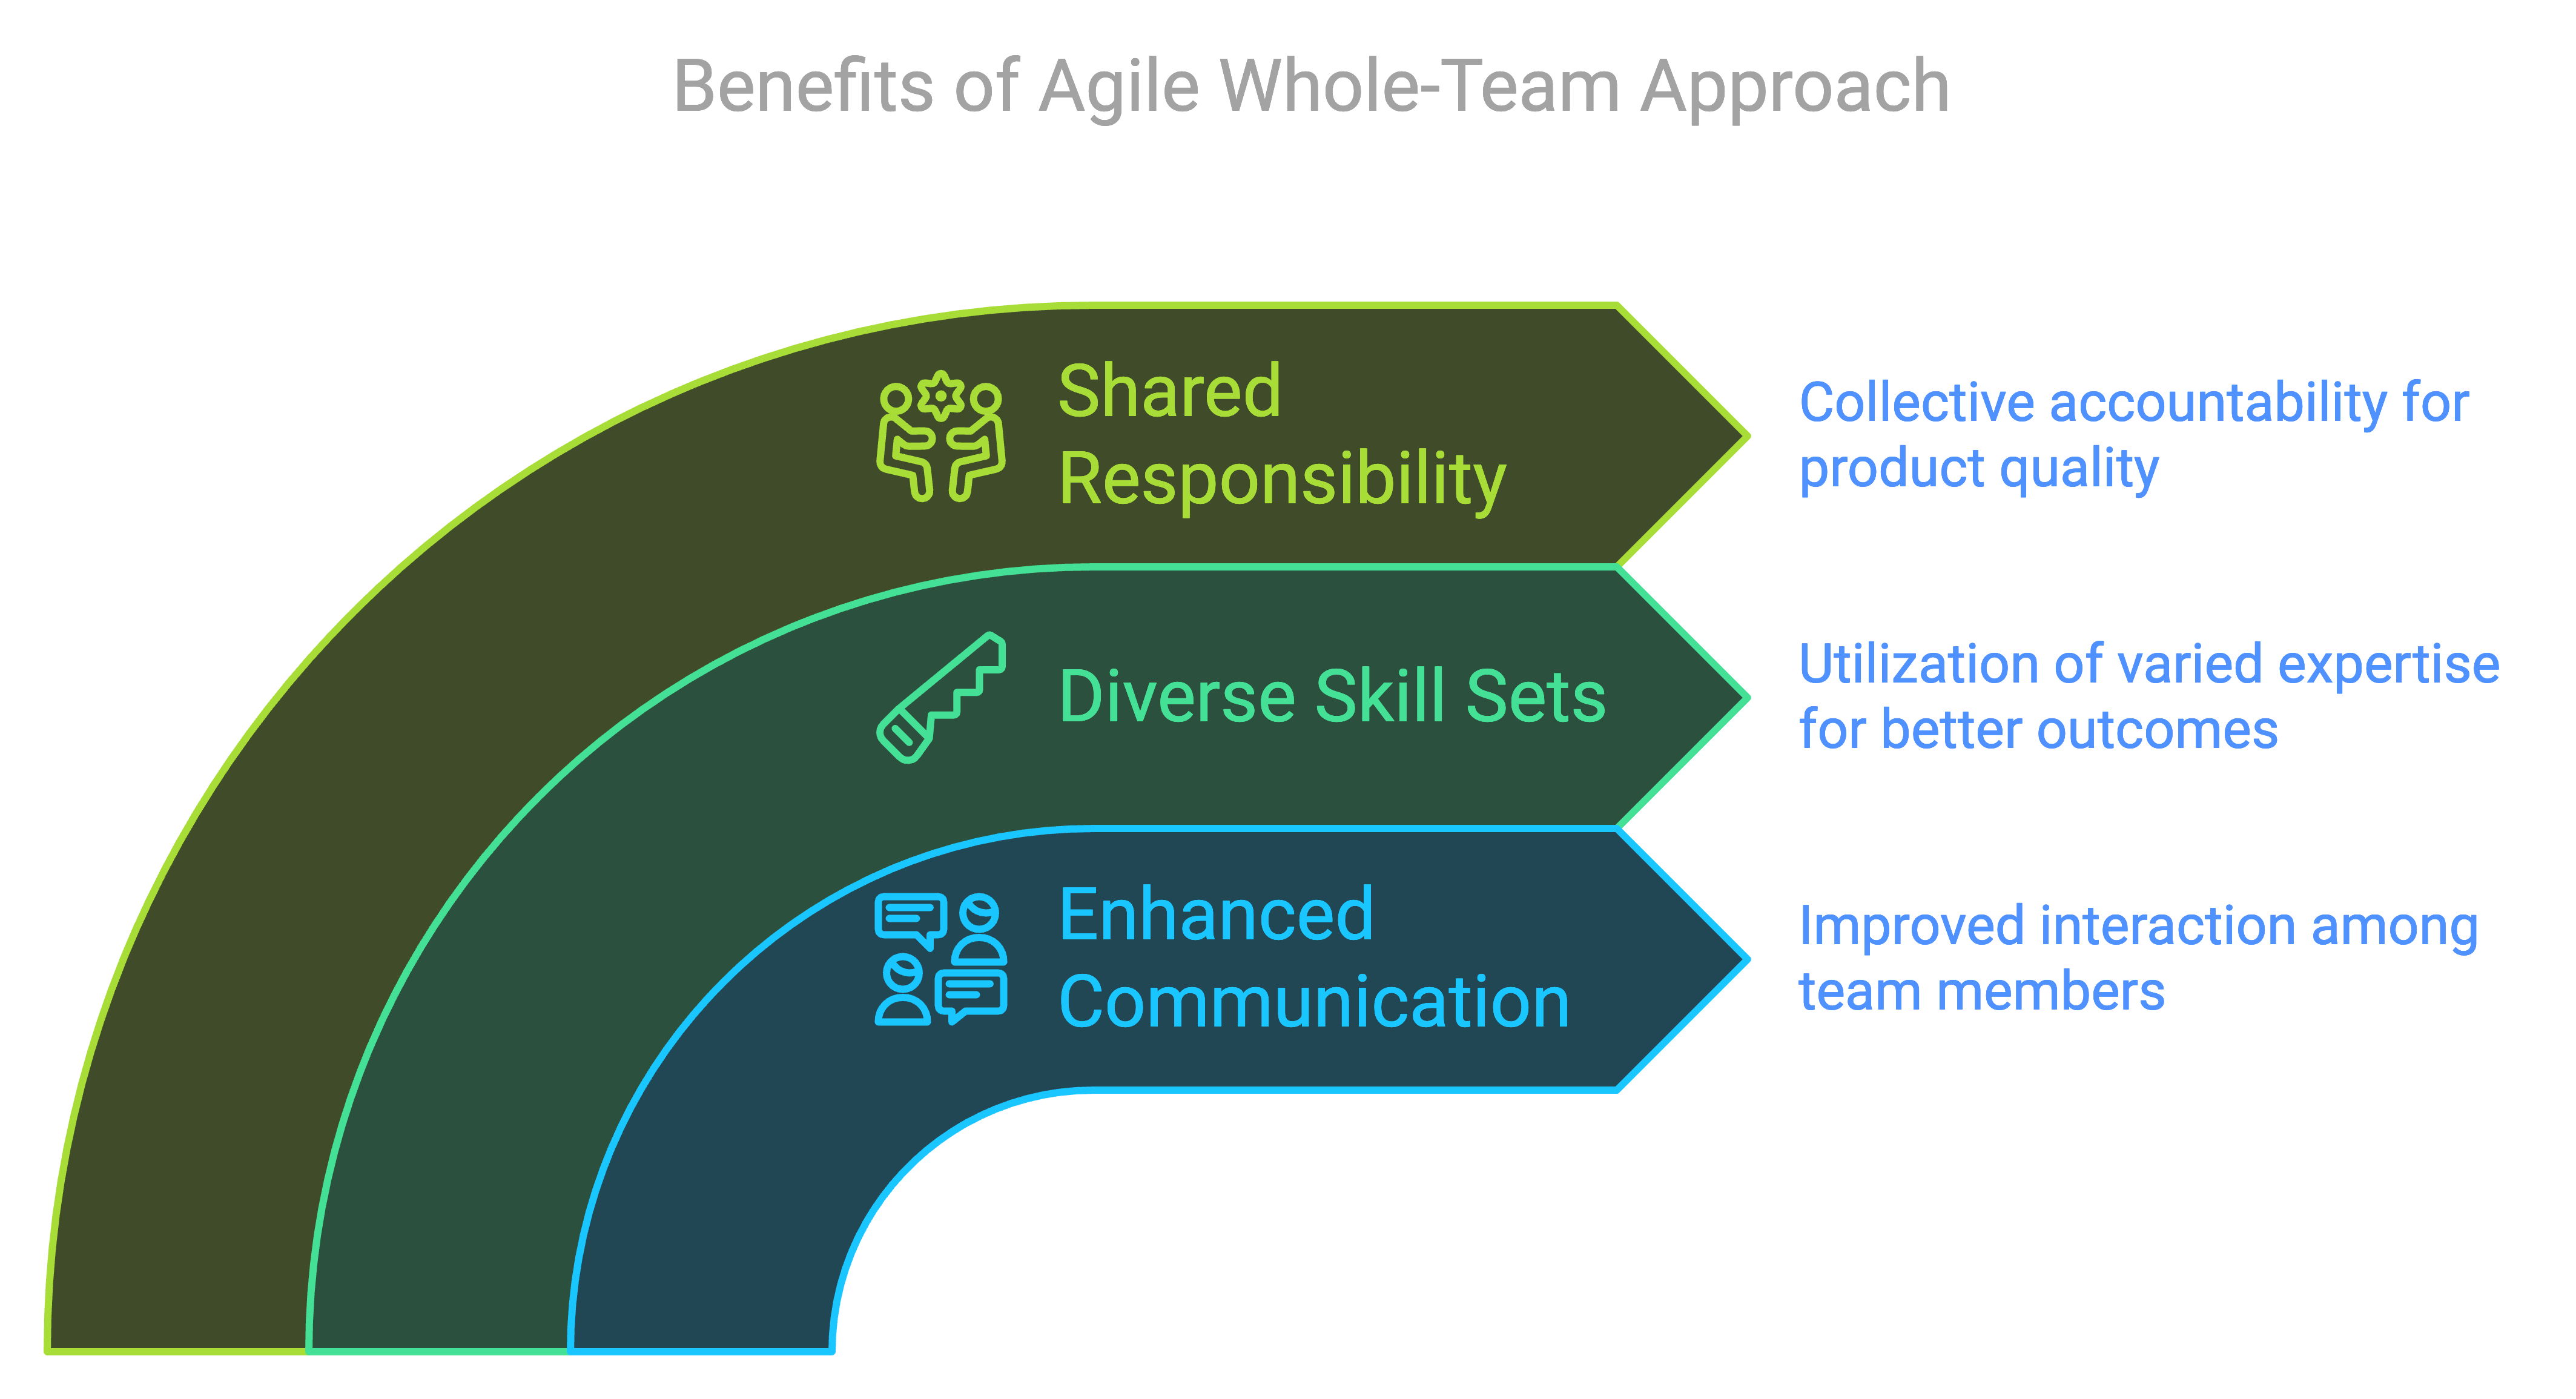 Benefits of Agile Whole-Team Approach
Shared
Responsibility
Collective accountability for
product quality
Diverse Skill Sets
Utilization of varied expertise
for better outcomes
Enhanced
Communication
Improved interaction among
team members